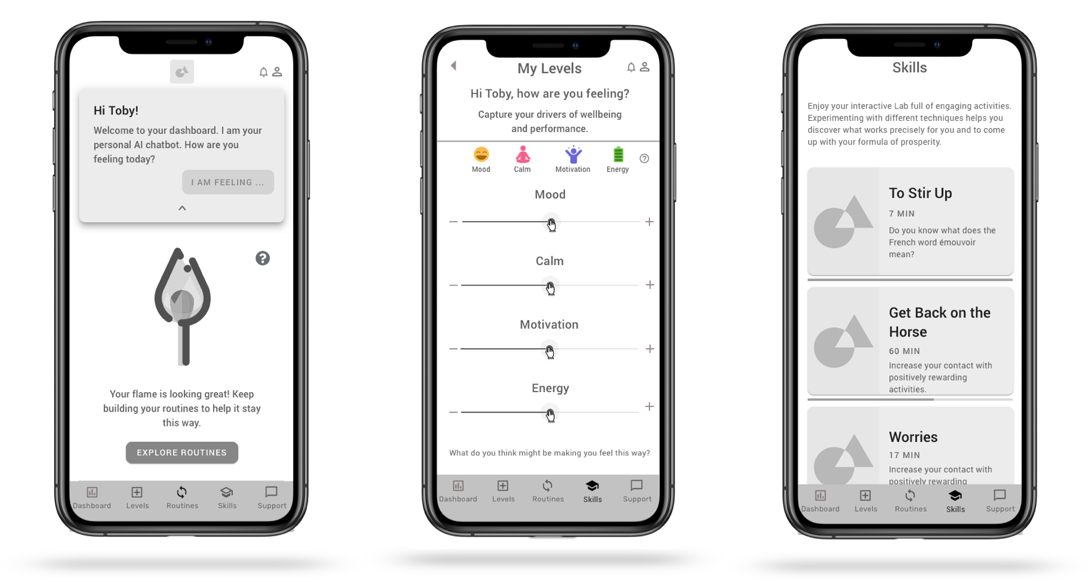 Hi Toby!
Welcome to your dashboard. I am your
personal AI chatbot. How are you
feeling today?
I AM FEELING ...
?
Your flame is looking great! Keep
building your routines to help it stay
this way.
EXPLORE ROUTINES
Dashboard Levels Routines Skills Support
My Levels
Hi Toby, how are you feeling?
Capture your drivers of wellbeing
and performance.
Mood Calm Motivation Energy ?
Mood
− +
Calm
− +
Motivation
− +
Energy
− +
What do you think might be making you feel this way?
Dashboard Levels Routines Skills Support
Skills
Enjoy your interactive Lab full of engaging activities.
Experimenting with different techniques helps you
discover what works precisely for you and to come
up with your formula of prosperity.
To Stir Up
7 MIN
Do you know what does the
French word émouvoir
mean?
Get Back on the
Horse
60 MIN
Increase your contact with
positively rewarding
activities.
Worries
17 MIN
Increase your contact with
positively rewarding
Dashboard Levels Routines Skills Support